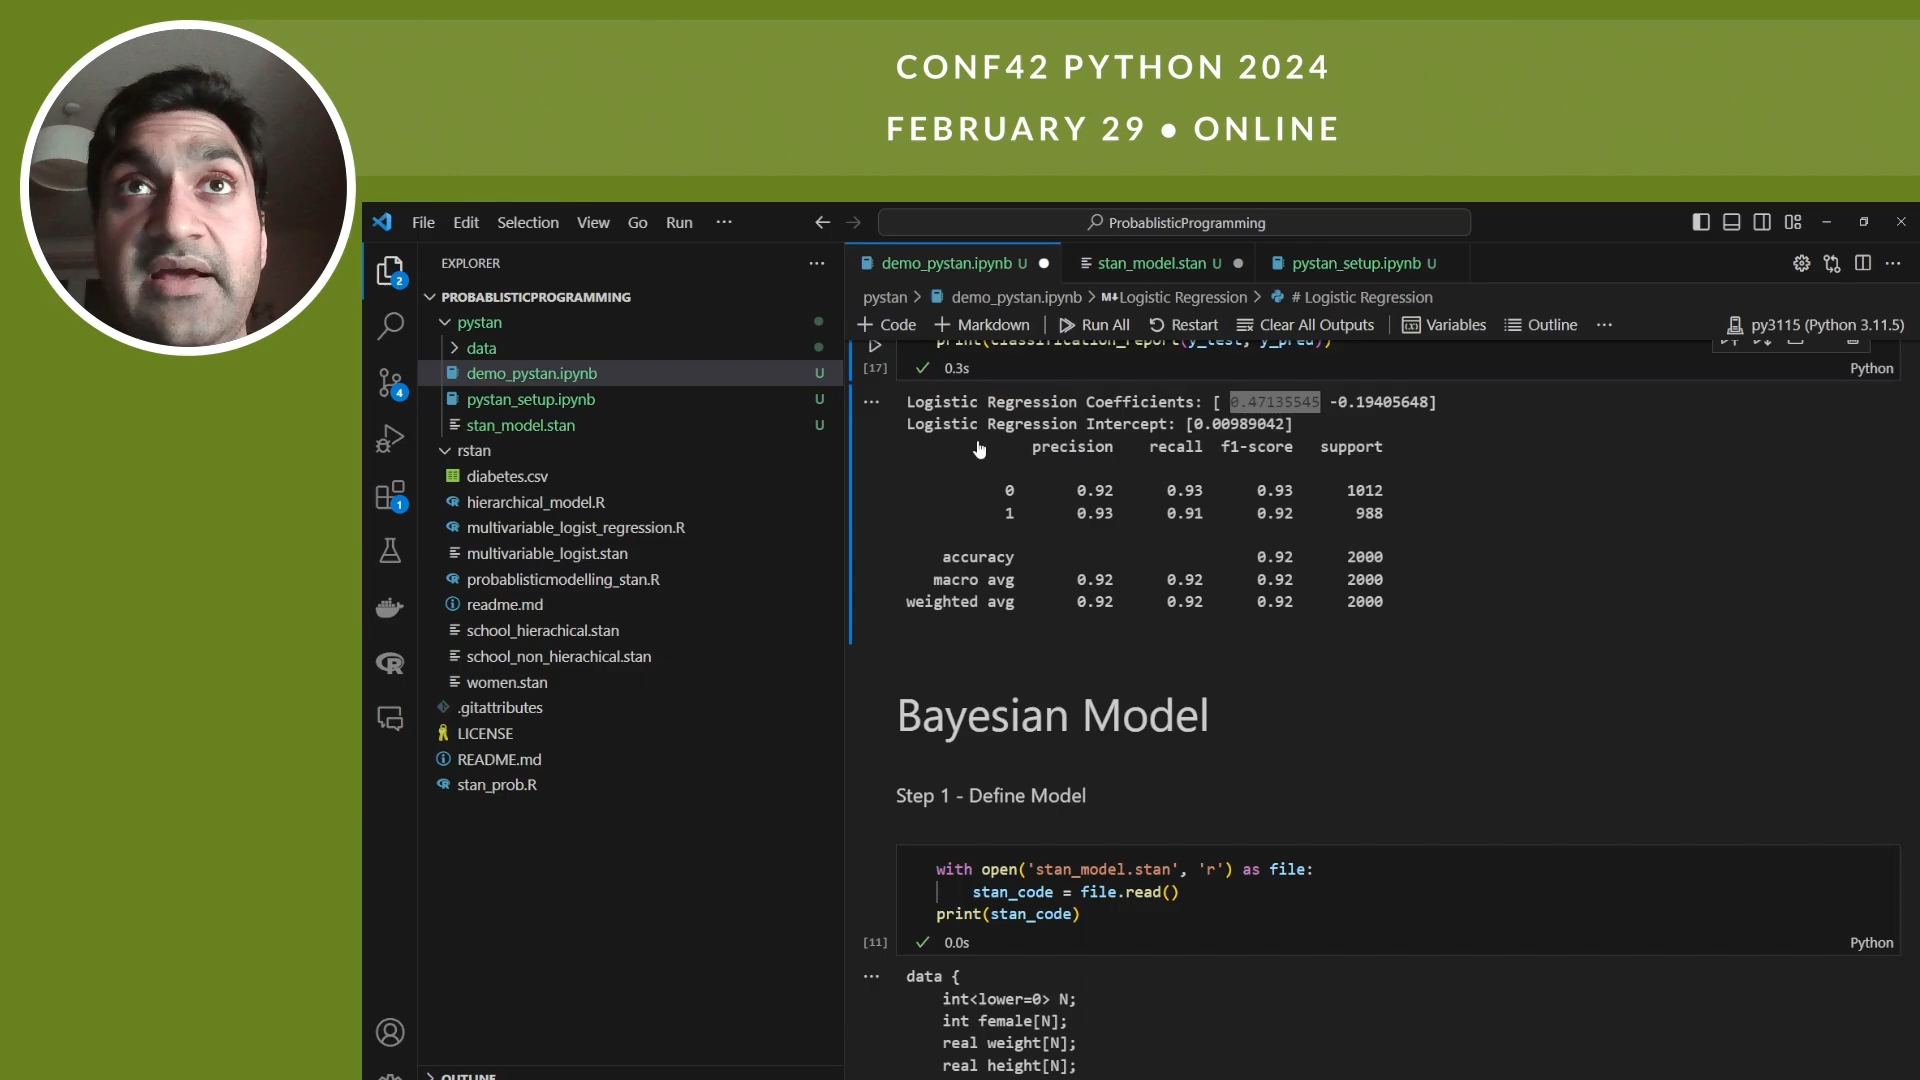 CONF42 PYTHON 2024
FEBRUARY 29 • ONLINE
File Edit Selection View Go Run ···
ProbablisticProgramming
EXPLORER
PROBABLISTICPROGRAMMING
pystan
data
demo_pystan.ipynb U
pystan_setup.ipynb U
stan_model.stan U
rstan
diabetes.csv
hierarchical_model.R
multivariable_logist_regression.R
multivariable_logist.stan
probablisticmodelling_stan.R
readme.md
school_hierachical.stan
school_non_hierachical.stan
women.stan
.gitattributes
LICENSE
README.md
stan_prob.R
OUTLINE
2
4
1
demo_pystan.ipynb U stan_model.stan U pystan_setup.ipynb U
pystan > demo_pystan.ipynb > M↓Logistic Regression > # Logistic Regression
+ Code + Markdown Run All Restart Clear All Outputs Variables Outline ··· py3115 (Python 3.11.5)
print(classification_report(y_test, y_pred))
[17] ✓ 0.3s Python
Logistic Regression Coefficients: [ 0.47135545 -0.19405648]
Logistic Regression Intercept: [0.00989042]
precision recall f1-score support
0 0.92 0.93 0.93 1012
1 0.93 0.91 0.92 988
accuracy 0.92 2000
macro avg 0.92 0.92 0.92 2000
weighted avg 0.92 0.92 0.92 2000
Bayesian Model
Step 1 - Define Model
with open('stan_model.stan', 'r') as file:
stan_code = file.read()
print(stan_code)
[11] ✓ 0.0s Python
data {
int<lower=0> N;
int female[N];
real weight[N];
real height[N];